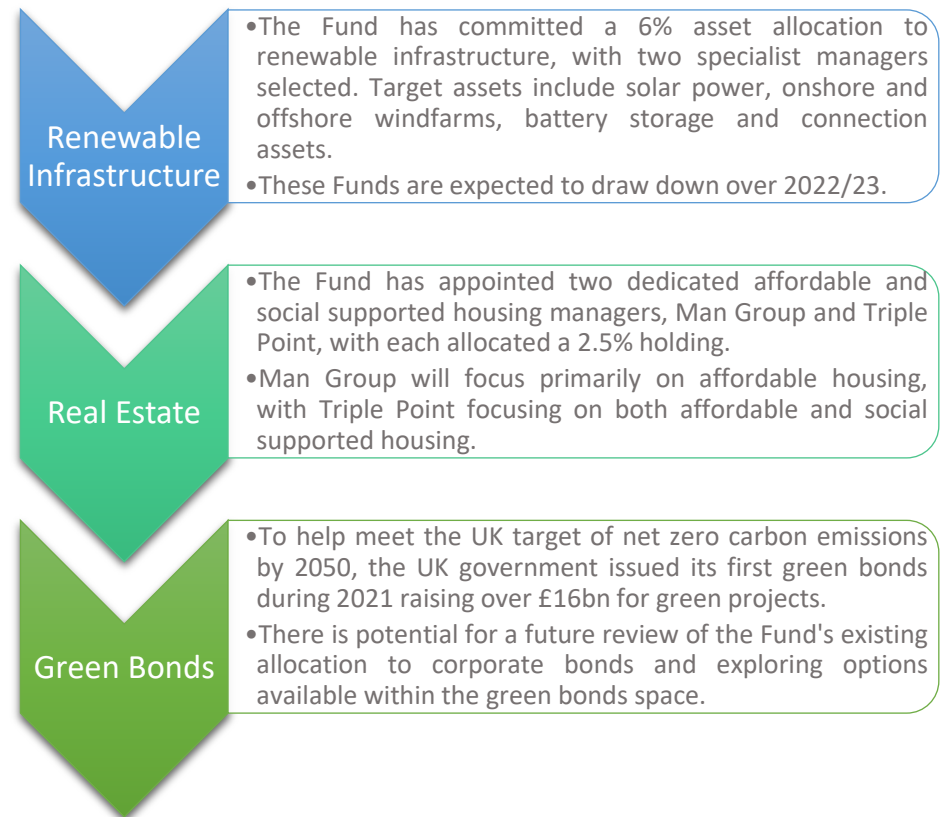 Renewable
Infrastructure
•The Fund has committed a 6% asset allocation to
renewable infrastructure, with two specialist managers
selected. Target assets include solar power, onshore and
offshore windfarms, battery storage and connection
assets.
•These Funds are expected to draw down over 2022/23.
Real Estate
•The Fund has appointed two dedicated affordable and
social supported housing managers, Man Group and Triple
Point, with each allocated a 2.5% holding.
•Man Group will focus primarily on affordable housing,
with Triple Point focusing on both affordable and social
supported housing.
Green Bonds
•To help meet the UK target of net zero carbon emissions
by 2050, the UK government issued its first green bonds
during 2021 raising over £16bn for green projects.
•There is potential for a future review of the Fund's existing
allocation to corporate bonds and exploring options
available within the green bonds space.